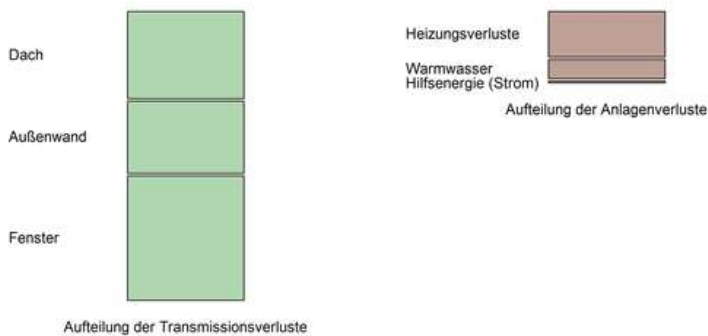 Dach
Außenwand
Fenster
Aufteilung der Transmissionsverluste
Heizungsverluste
Warmwasser
Hilfsenergie (Strom)
Aufteilung der Anlagenverluste